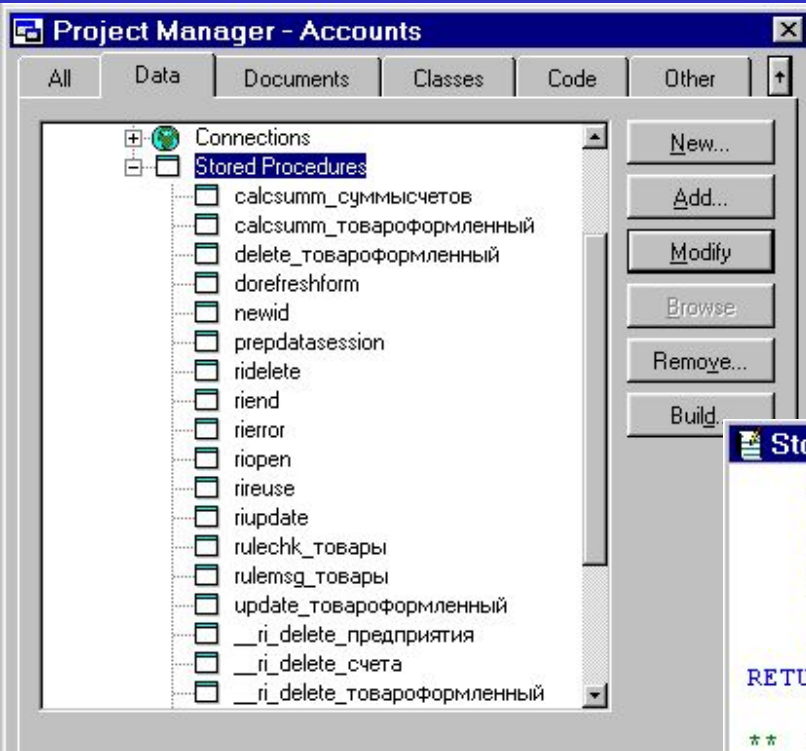 Project Manager - Accounts
All Data Documents Classes Code Other
Connections
Stored Procedures
calcsumm_суммысчетов
calcsumm_товароформленный
delete_товароформленный
dorefreshform
newid
prepdatasession
ridelete
riend
rierror
riopen
rireuse
riupdate
rulechk_товары
rulemsg_товары
update_товароформленный
__ri_delete_предприятия
__ri_delete_счета
__ri_delete_товароформленный
New...
Add...
Modify
Browse
Remove...
Build...
Sto
RETU
**